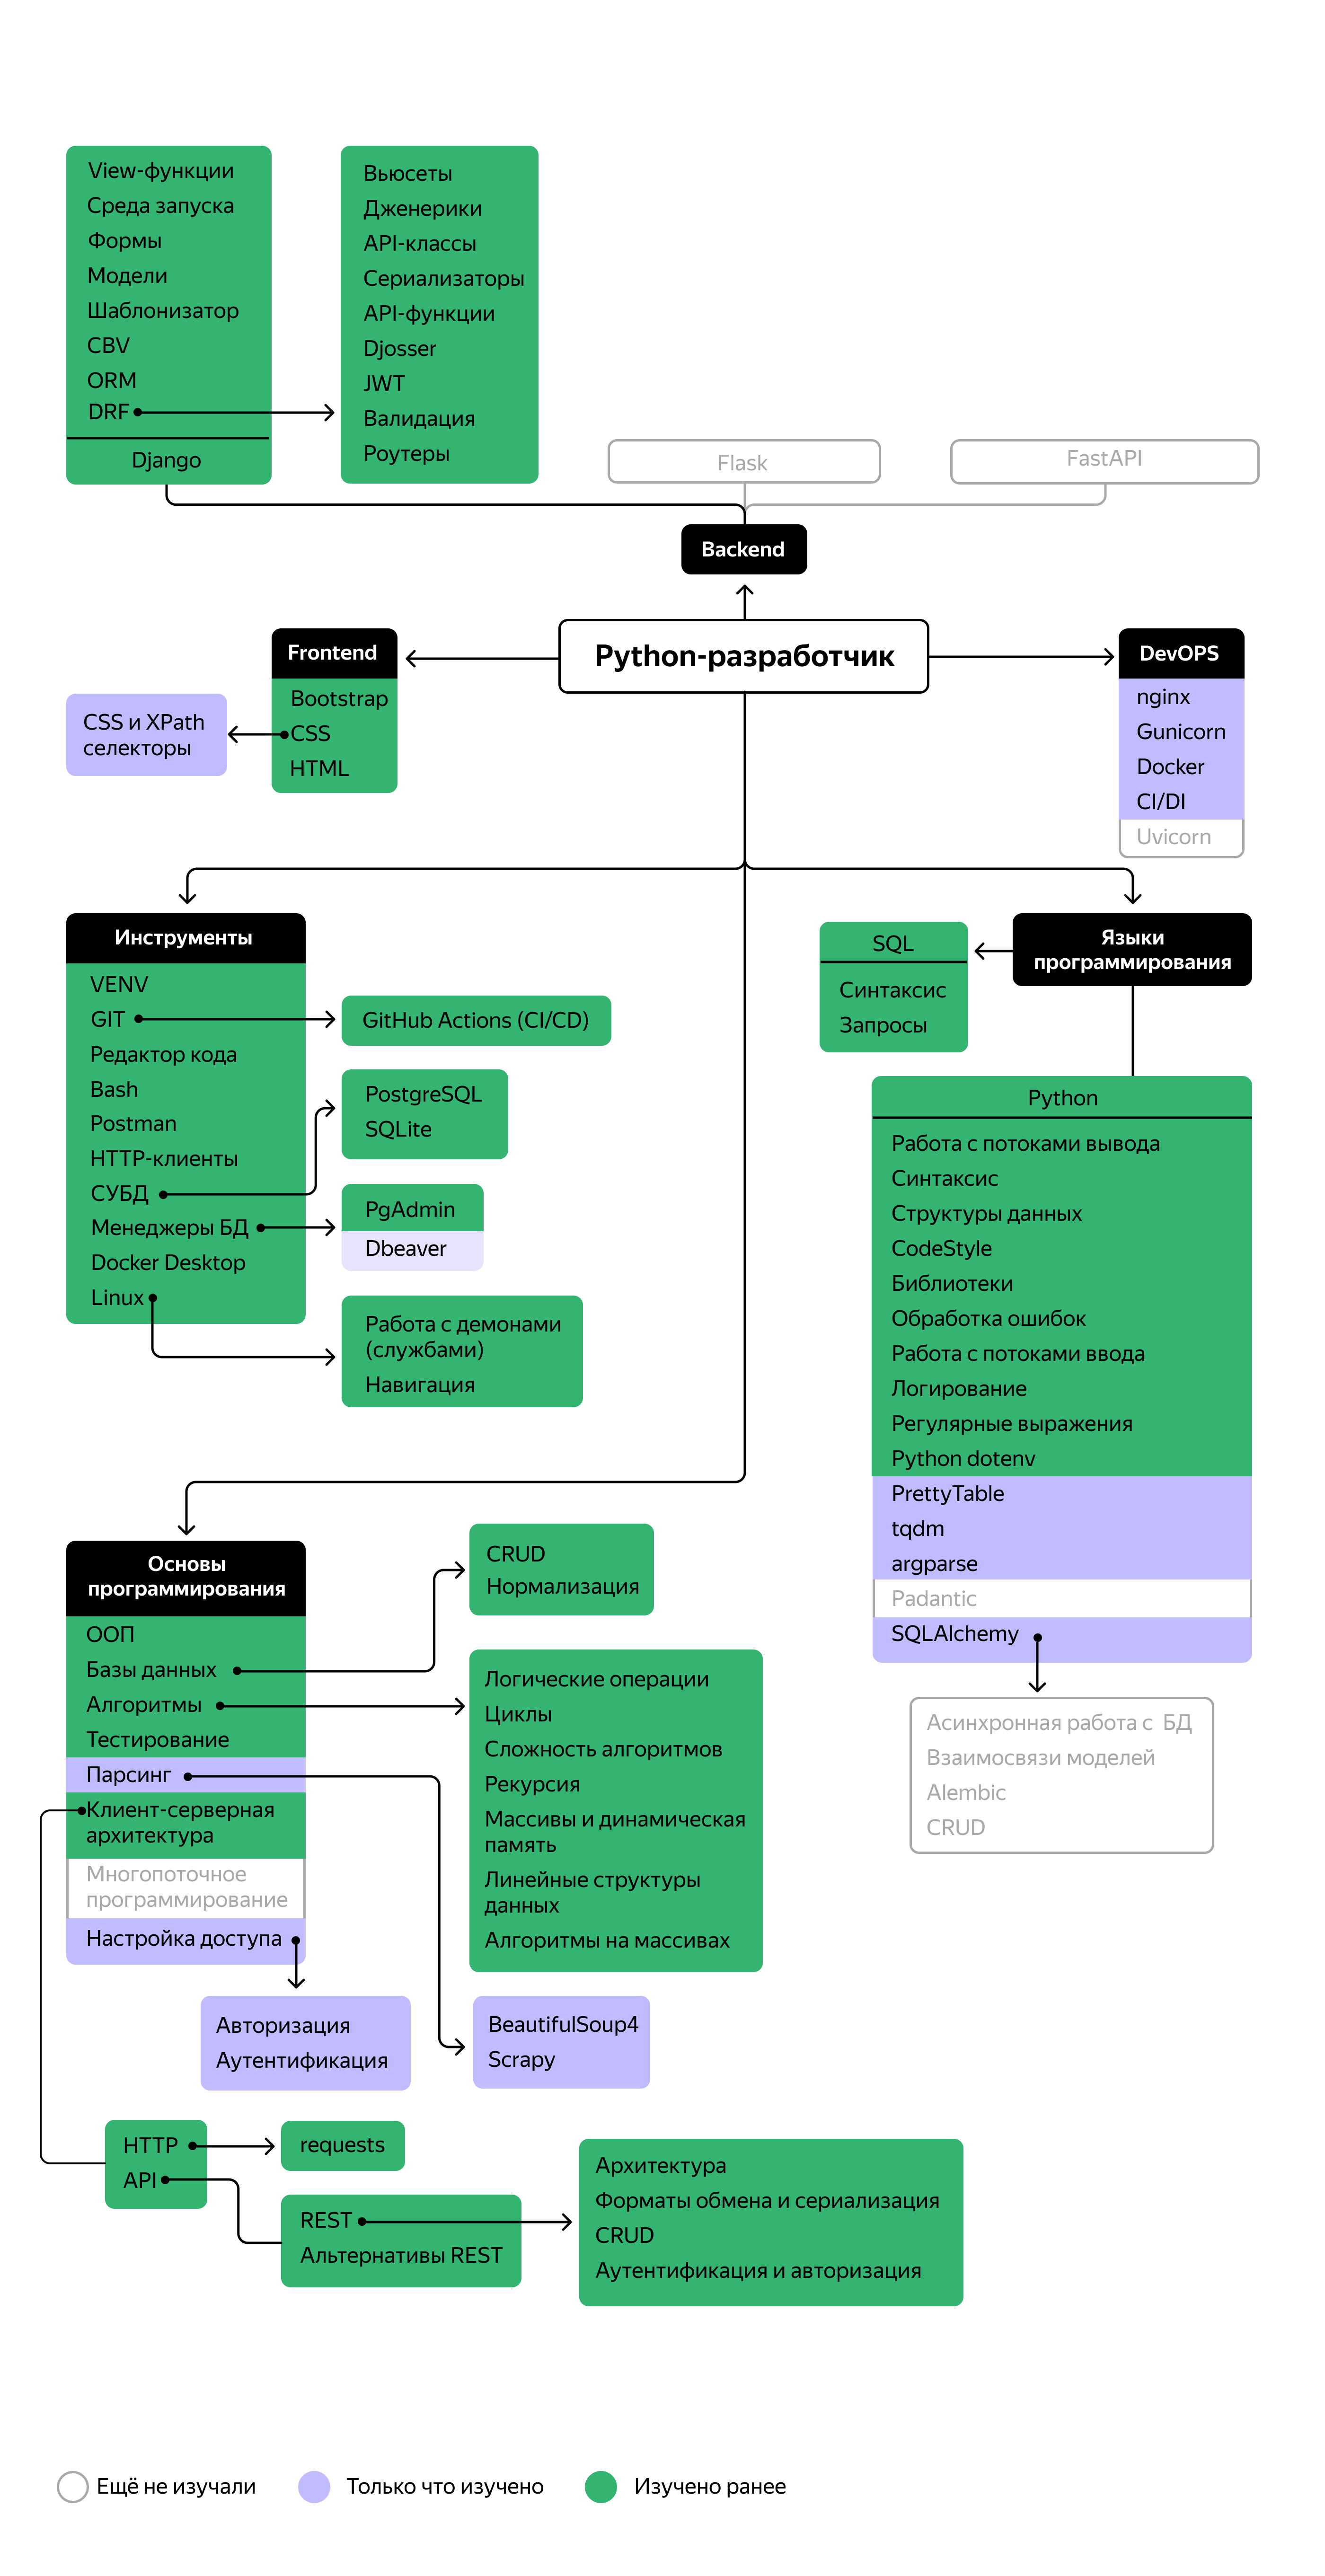 View-функции
Среда запуска
Формы
Модели
Шаблонизатор
CBV
ORM
DRF
Django
Вьюсеты
Дженерики
API-классы
Сериализаторы
API-функции
Djosser
JWT
Валидация
Роутеры
Flask
FastAPI
Backend
Python-разработчик
Frontend
Bootstrap
CSS
HTML
CSS и XPath
селекторы
DevOPS
nginx
Gunicorn
Docker
CI/DI
Uvicorn
Инструменты
VENV
GIT
Редактор кода
Bash
Postman
HTTP-клиенты
СУБД
Менеджеры БД
Docker Desktop
Linux
GitHub Actions (CI/CD)
PostgreSQL
SQLite
PgAdmin
Dbeaver
Работа с демонами
(службами)
Навигация
Языки
программирования
SQL
Синтаксис
Запросы
Python
Работа с потоками вывода
Синтаксис
Структуры данных
CodeStyle
Библиотеки
Обработка ошибок
Работа с потоками ввода
Логирование
Регулярные выражения
Python dotenv
PrettyTable
tqdm
argparse
Padantic
SQLAlchemy
Асинхронная работа с БД
Взаимосвязи моделей
Alembic
CRUD
Основы
программирования
ООП
Базы данных
Алгоритмы
Тестирование
Парсинг
Клиент-серверная
архитектура
Многопоточное
программирование
Настройка доступа
CRUD
Нормализация
Логические операции
Циклы
Сложность алгоритмов
Рекурсия
Массивы и динамическая
память
Линейные структуры
данных
Алгоритмы на массивах
Авторизация
Аутентификация
BeautifulSoup4
Scrapy
HTTP
API
requests
REST
Альтернативы REST
Архитектура
Форматы обмена и сериализация
CRUD
Аутентификация и авторизация
Ещё не изучали
Только что изучено
Изучено ранее